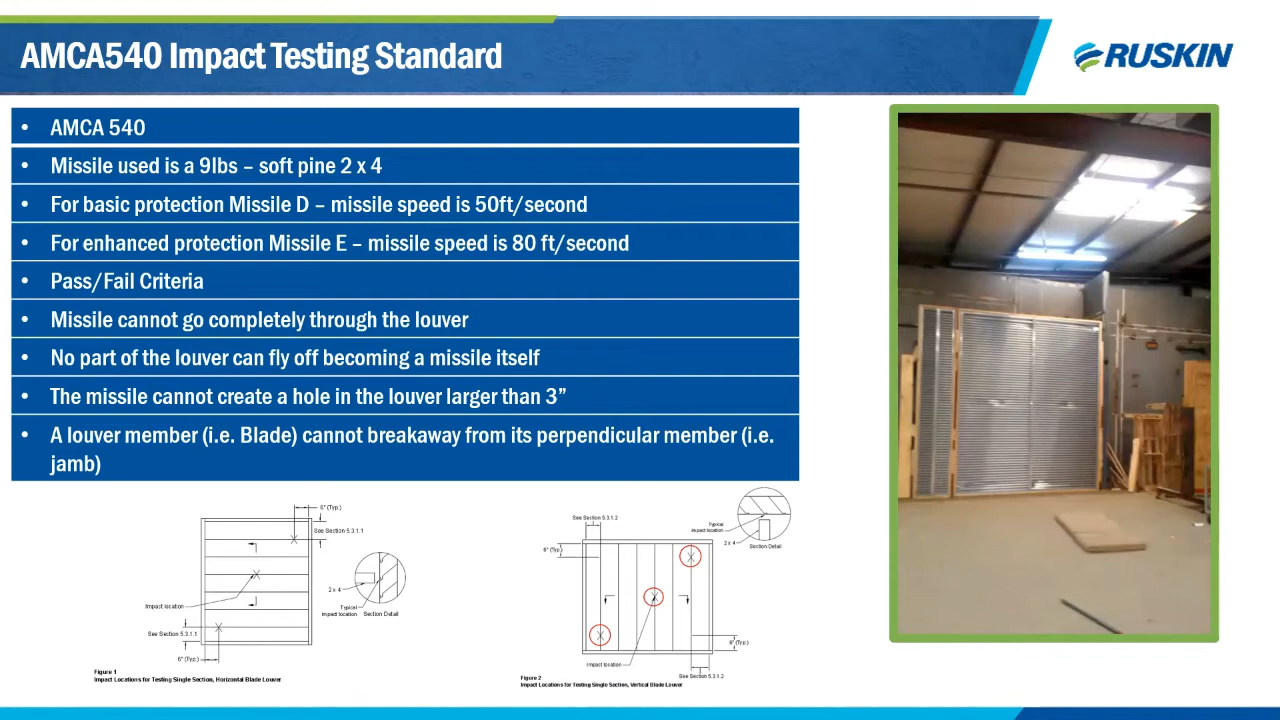 AMCA540 Impact Testing Standard
RUSKIN
• AMCA 540
• Missile used is a 9lbs – soft pine 2 x 4
• For basic protection Missile D – missile speed is 50ft/second
• For enhanced protection Missile E – missile speed is 80 ft/second
• Pass/Fail Criteria
• Missile cannot go completely through the louver
• No part of the louver can fly off becoming a missile itself
• The missile cannot create a hole in the louver larger than 3”
• A louver member (i.e. Blade) cannot breakaway from its perpendicular member (i.e.
jamb)
6" (Typ.)
See Section 5.3.1.1
2 x 4
Typical
impact location
Section Detail
Impact location
See Section 5.3.1.1
6" (Typ.)
Figure 1
Impact Locations for Testing Single Section, Horizontal Blade Louver
See Section 5.3.1.2
6" (Typ.)
Typical
impact location
2 x 4
Section Detail
6" (Typ.)
Impact location
See Section 5.3.1.2
Figure 2
Impact Locations for Testing Single Section, Vertical Blade Louver